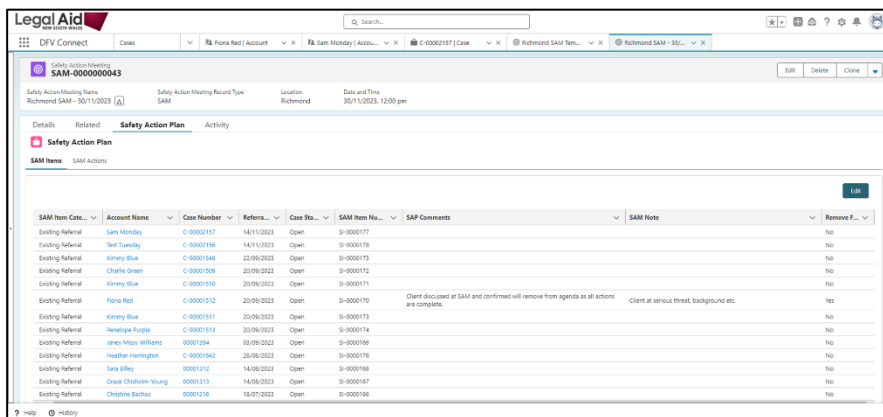 Legal Aid
NEW SOUTH WALES
Search...
DFV Connect Cases Fiona Red | Account Sam Monday | Accou... C-00002157 | Case Richmond SAM Tem... Richmond SAM - 30/...
Safety Action Meeting
SAM-0000000043
Edit Delete Clone
Safety Action Meeting Name Safety Action Meeting Record Type Location Date and Time
Richmond SAM - 30/11/2023 SAM Richmond 30/11/2023, 12:00 pm
Details Related Safety Action Plan Activity
Safety Action Plan
SAM Items SAM Actions
Edit
SAM Item Cate... Account Name Case Number Referra... Case Sta... SAM Item Nu... SAP Comments SAM Note Remove F...
Existing Referral Sam Monday C-00002157 14/11/2023 Open SI-0000177 No
Existing Referral Test Tuesday C-00002156 14/11/2023 Open SI-0000178 No
Existing Referral Kimmy Blue C-00001548 22/09/2023 Open SI-0000175 No
Existing Referral Charlie Green C-00001509 20/09/2023 Open SI-0000172 No
Existing Referral Kimmy Blue C-00001510 20/09/2023 Open SI-0000171 No
Existing Referral Fiona Red C-00001512 20/09/2023 Open SI-0000170 Client discussed at SAM and confirmed will remove from agenda as all actions Client at serious threat, background etc. Yes
are complete.
Existing Referral Kimmy Blue C-00001511 20/09/2023 Open SI-0000173 No
Existing Referral Penelope Purple C-00001513 20/09/2023 Open SI-0000174 No
Existing Referral Janey Missy Williams 00001394 03/09/2023 Open SI-0000169 No
Existing Referral Heather Harrington C-00001642 28/08/2023 Open SI-0000176 No
Existing Referral Sara Billey 00001312 14/08/2023 Open SI-0000168 No
Existing Referral Grace Chisholm-Young 00001313 14/08/2023 Open SI-0000167 No
Existing Referral Christine Bachoc 00001216 18/07/2023 Open SI-0000166 No
? Help History